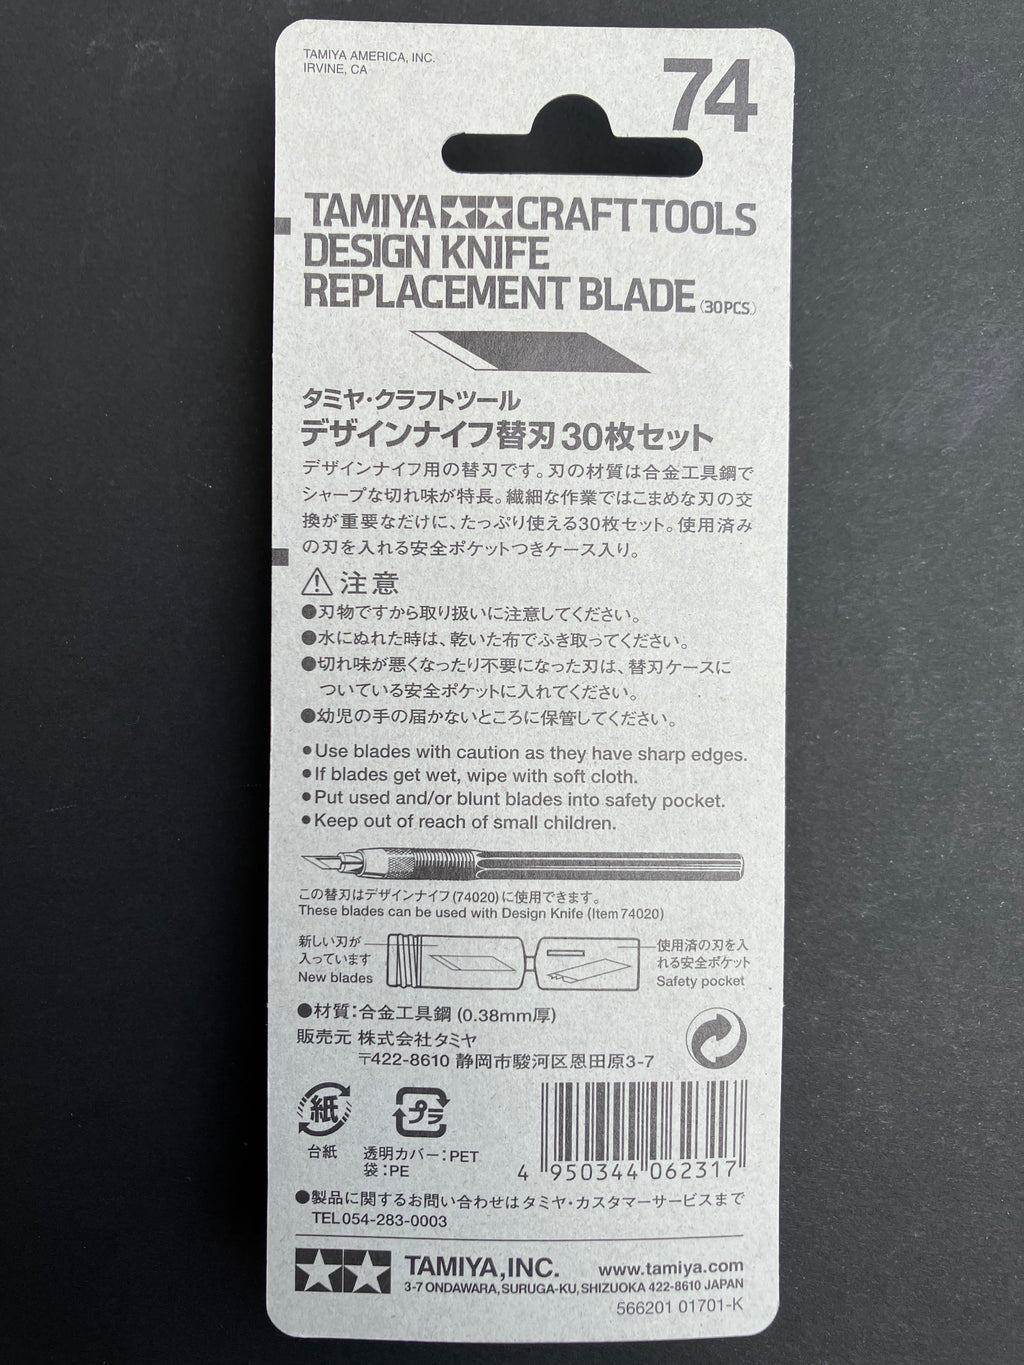 TAMIYA AMERICA, INC.
IRVINE, CA
74
TAMIYA CRAFT TOOLS
DESIGN KNIFE
REPLACEMENT BLADE (30PCS.)
タミヤ・クラフトツール
デザインナイフ替刃30枚セット
デザインナイフ用の替刃です。刃の材質は合金工具鋼で
シャープな切れ味が特長。繊細な作業ではこまめな刃の交
換が重要なだけに、たっぷり使える30枚セット。使用済み
の刃を入れる安全ポケットつきケース入り。
注意
●刃物ですから取り扱いに注意してください。
●水にぬれた時は、乾いた布でふき取ってください。
●切れ味が悪くなったり不要になった刃は、替刃ケースに
ついている安全ポケットに入れてください。
●幼児の手の届かないところに保管してください。
●Use blades with caution as they have sharp edges.
●If blades get wet, wipe with soft cloth.
●Put used and/or blunt blades into safety pocket.
●Keep out of reach of small children.
この替刃はデザインナイフ(74020)に使用できます。
These blades can be used with Design Knife (Item 74020)
新しい刃が
入っています
New blades
使用済の刃を入
れる安全ポケット
Safety pocket
●材質:合金工具鋼 (0.38mm厚)
販売元 株式会社タミヤ
〒422-8610 静岡市駿河区恩田原3-7
紙
台紙
プラ
透明カバー:PET
袋:PE
4 950344 062317
●製品に関するお問い合わせはタミヤ・カスタマーサービスまで
TEL 054-283-0003
TAMIYA, INC. www.tamiya.com
3-7 ONDAWARA, SURUGA-KU, SHIZUOKA 422-8610 JAPAN
566201 01701-K